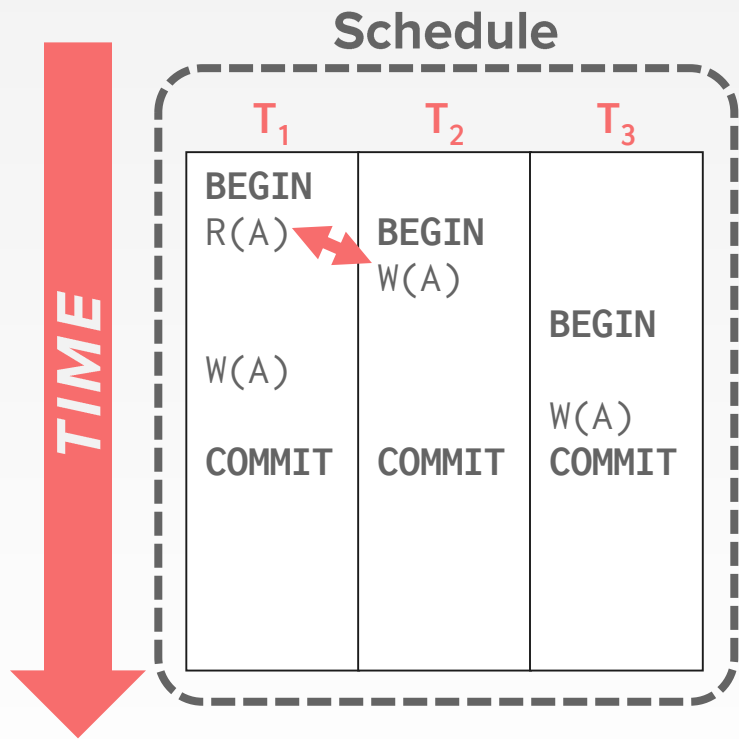 Schedule
TIME
T1 T2 T3
BEGIN
R(A) BEGIN
W(A)
BEGIN
W(A)
W(A)
COMMIT COMMIT COMMIT